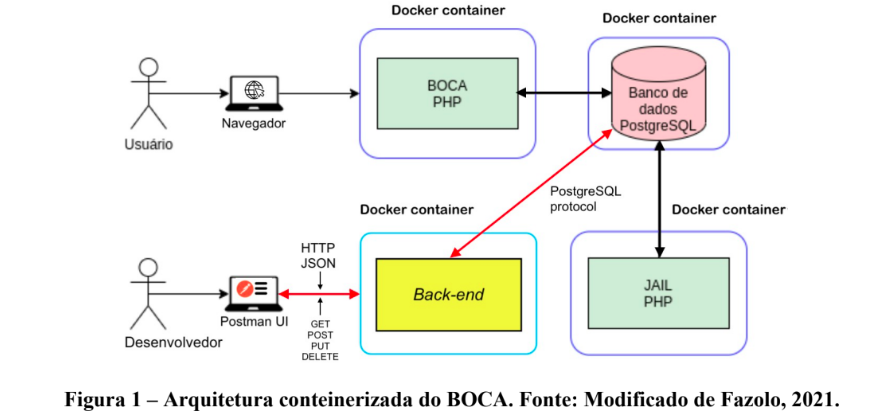 Docker container
Docker container
BOCA
PHP
Banco de
dados
PostgreSQL
Usuário
Navegador
PostgreSQL
protocol
Docker container
Docker container
HTTP
JSON
Back-end
JAIL
PHP
Desenvolvedor
Postman UI
GET
POST
PUT
DELETE
Figura 1 – Arquitetura conteinerizada do BOCA. Fonte: Modificado de Fazolo, 2021.